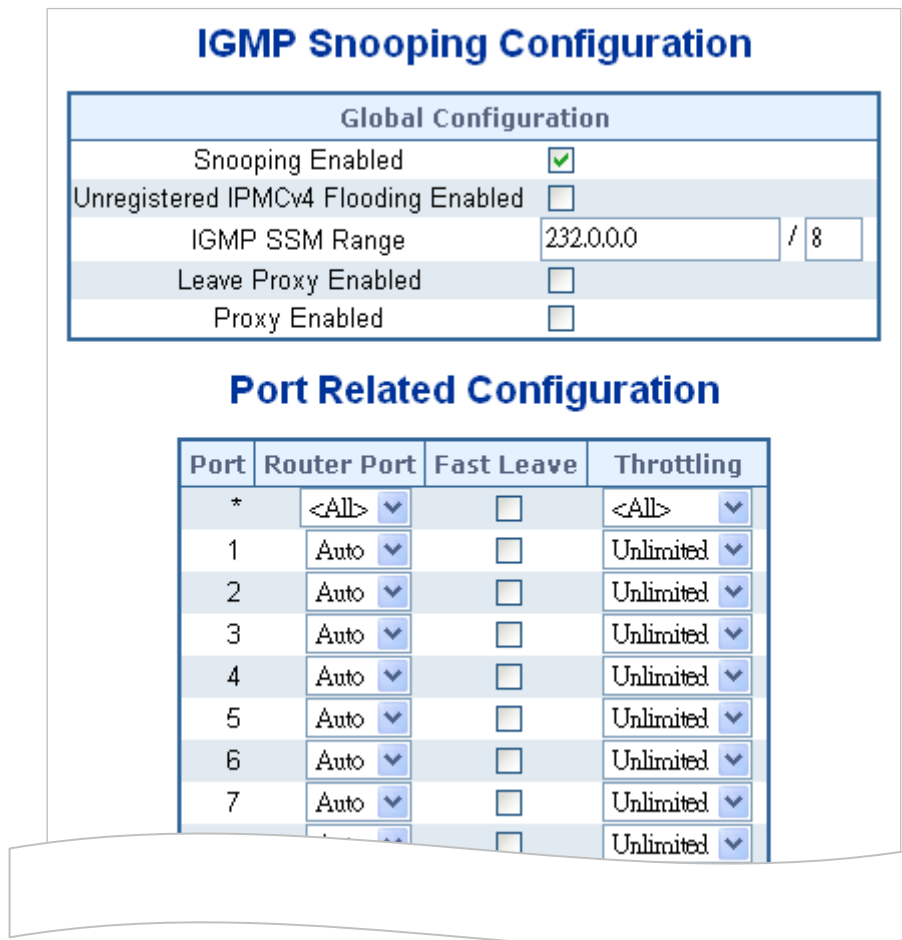 IGMP Snooping Configuration
Global Configuration
Snooping Enabled
Unregistered IPMCv4 Flooding Enabled
IGMP SSM Range 232.0.0.0 / 8
Leave Proxy Enabled
Proxy Enabled
Port Related Configuration
Port Router Port Fast Leave Throttling
* <All> <All>
1 Auto Unlimited
2 Auto Unlimited
3 Auto Unlimited
4 Auto Unlimited
5 Auto Unlimited
6 Auto Unlimited
7 Auto Unlimited
Unlimited